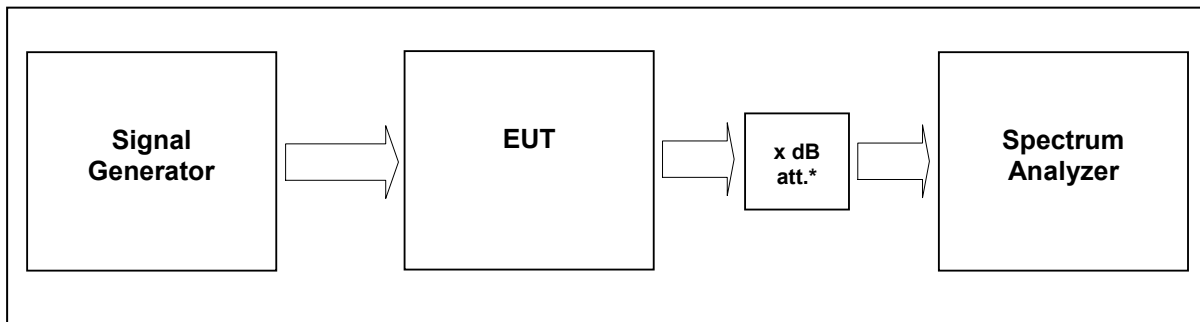 Signal
Generator
EUT
x dB
att.*
Spectrum
Analyzer